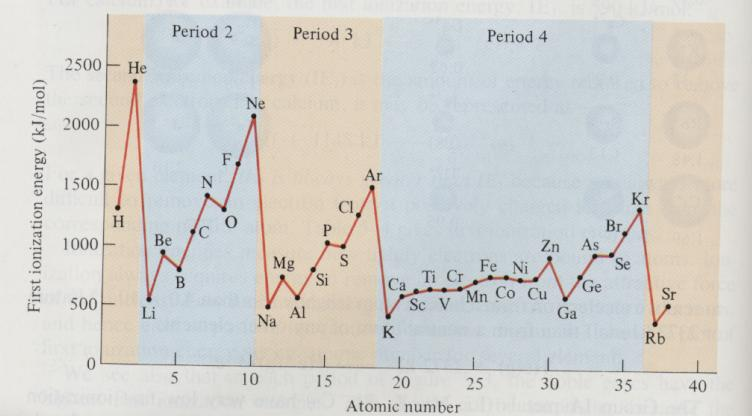 Period 2
Period 3
Period 4
First ionization energy (kJ/mol)
2500
2000
1500
1000
500
0
H
He
Li
Be
B
C
N
O
F
Ne
Na
Mg
Al
Si
P
S
Cl
Ar
K
Ca
Sc
Ti
V
Cr
Mn
Fe
Co
Ni
Cu
Zn
Ga
Ge
As
Se
Br
Kr
Rb
Sr
5
10
15
20
25
30
35
40
Atomic number